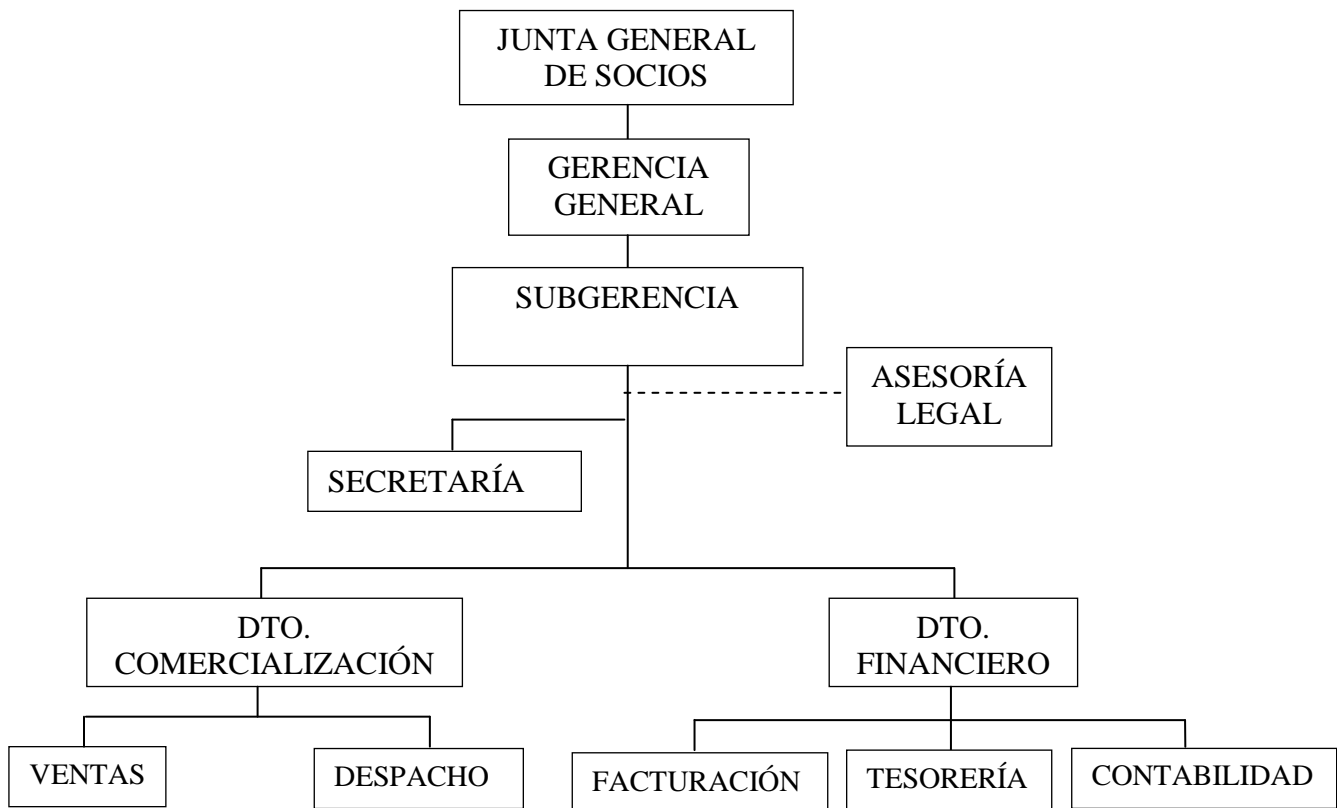 JUNTA GENERAL
DE SOCIOS
GERENCIA
GENERAL
SUBGERENCIA
ASESORÍA
LEGAL
SECRETARÍA
DTO.
COMERCIALIZACIÓN
DTO.
FINANCIERO
VENTAS
DESPACHO
FACTURACIÓN
TESORERÍA
CONTABILIDAD